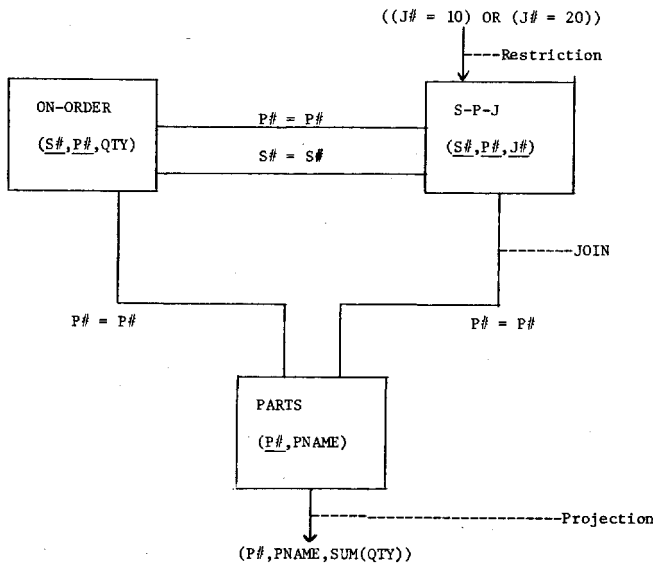 ((J# = 10) OR (J# = 20))
Restriction
ON-ORDER
(S#,P#,QTY)
P# = P#
S# = S#
S-P-J
(S#,P#,J#)
JOIN
P# = P#
P# = P#
PARTS
(P#,PNAME)
Projection
(P#,PNAME,SUM(QTY))